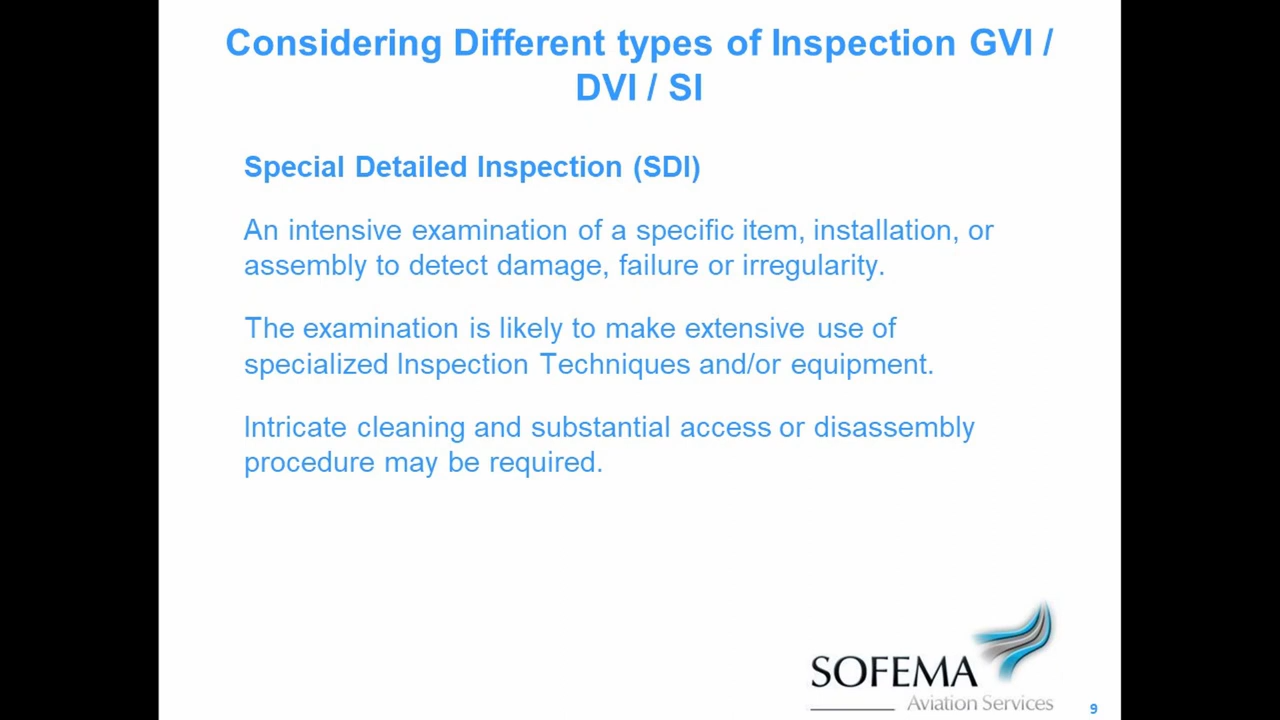 Considering Different types of Inspection GVI /
DVI / SI
Special Detailed Inspection (SDI)
An intensive examination of a specific item, installation, or
assembly to detect damage, failure or irregularity.
The examination is likely to make extensive use of
specialized Inspection Techniques and/or equipment.
Intricate cleaning and substantial access or disassembly
procedure may be required.
SOFEMA
Aviation Services
9